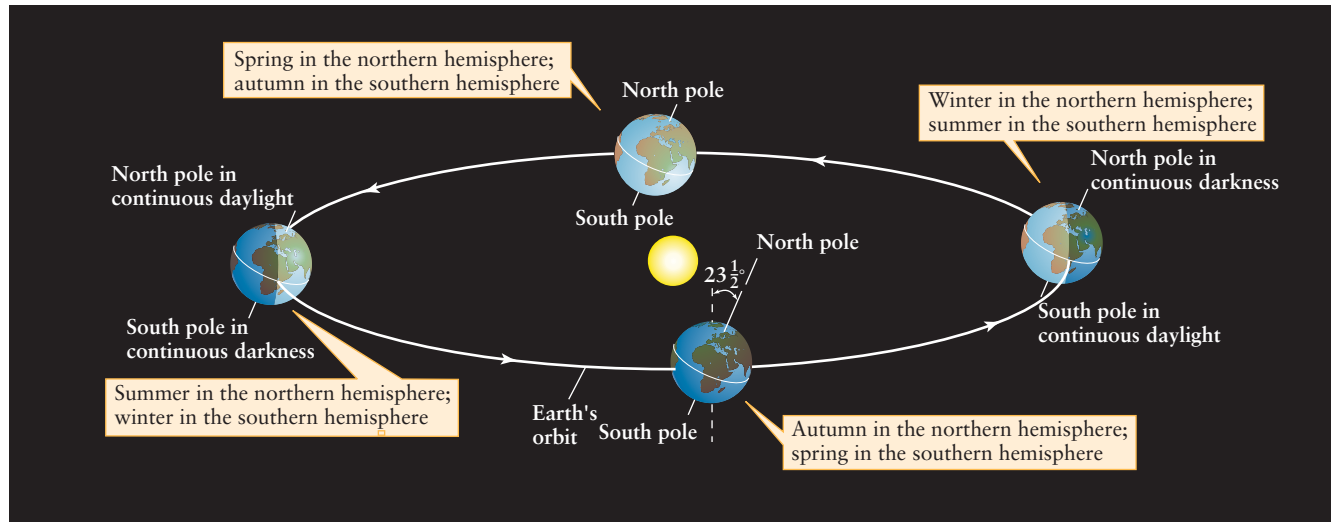 Spring in the northern hemisphere;
autumn in the southern hemisphere
North pole
Winter in the northern hemisphere;
summer in the southern hemisphere
North pole in
continuous darkness
North pole in
continuous daylight
South pole
North pole
23 1/2°
South pole in
continuous darkness
South pole in
continuous daylight
Summer in the northern hemisphere;
winter in the southern hemisphere
Earth's
orbit
South pole
Autumn in the northern hemisphere;
spring in the southern hemisphere